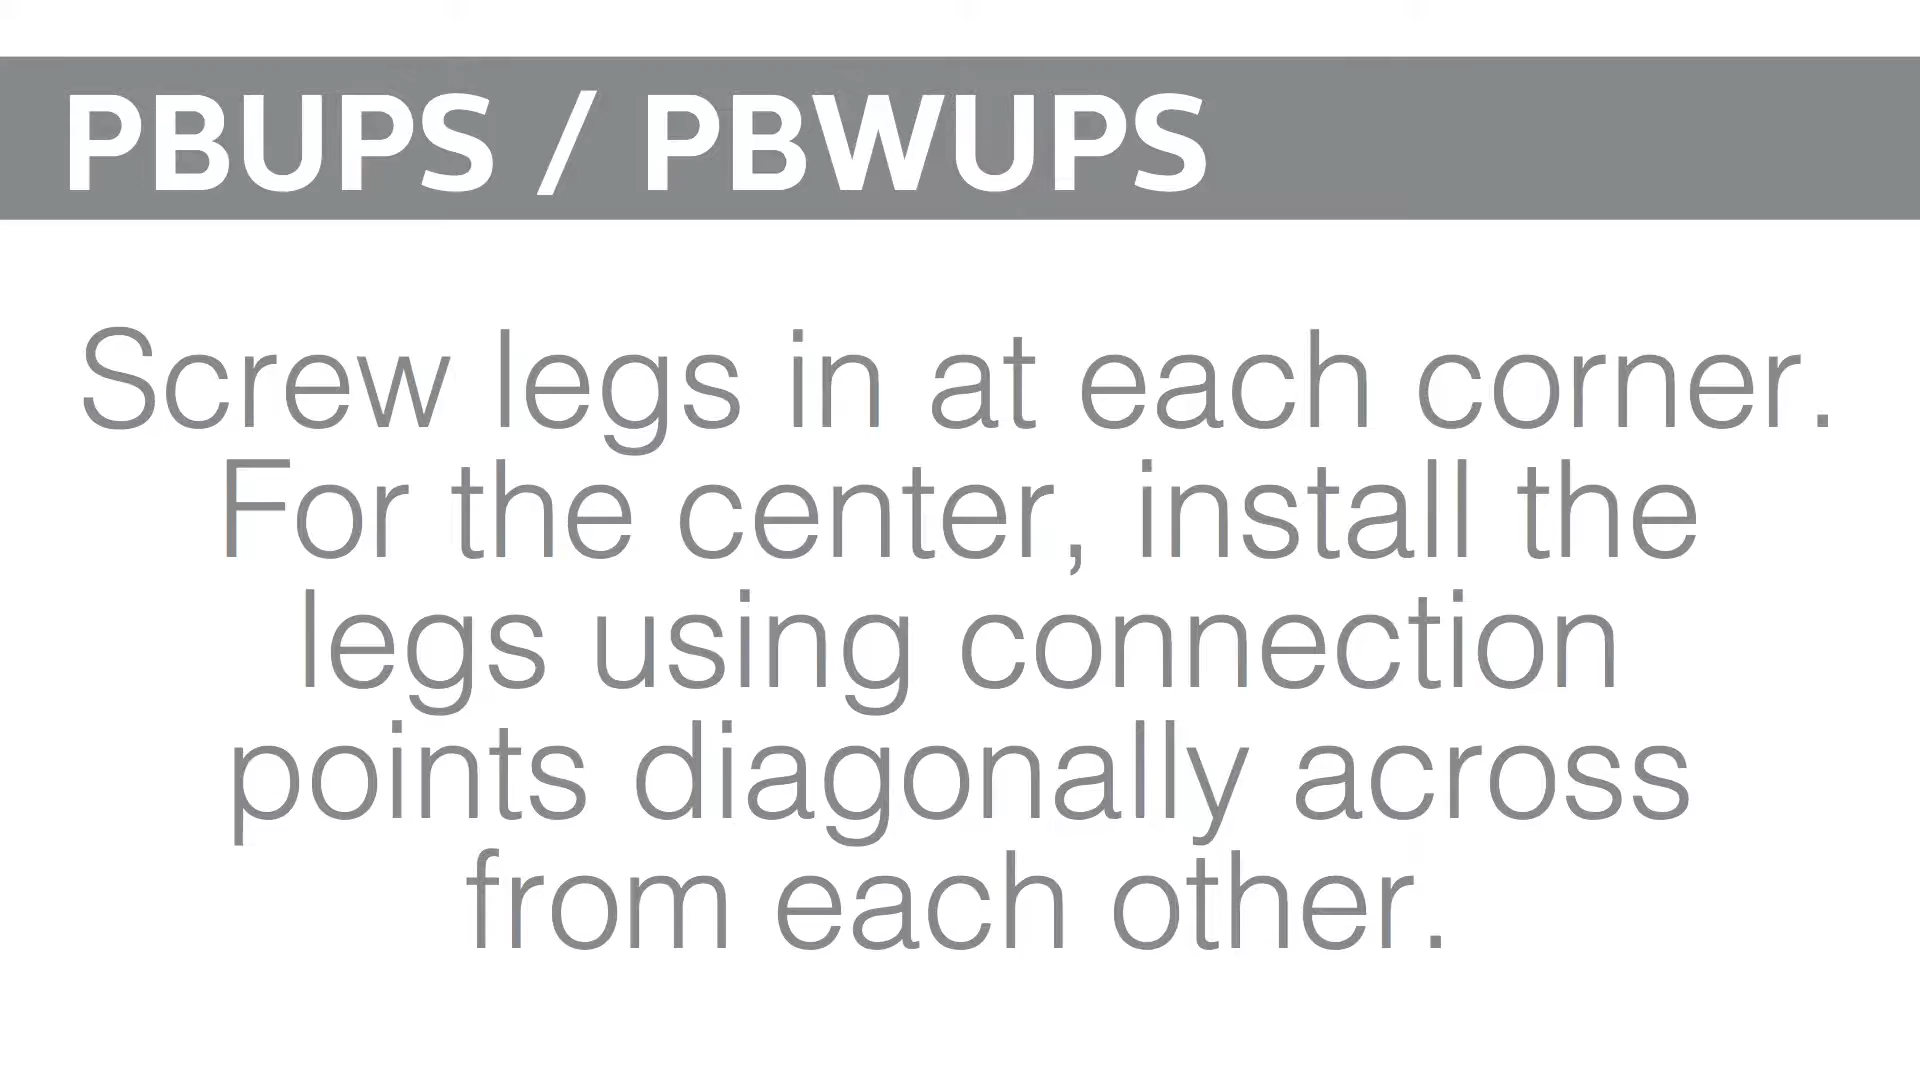 PBUPS / PBWUPS
Screw legs in at each corner.
For the center, install the
legs using connection
points diagonally across
from each other.